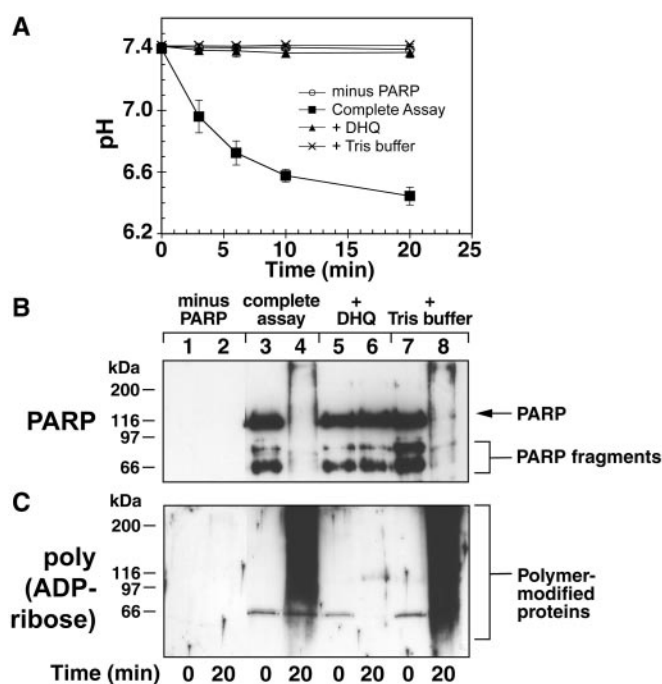 A
7.4
7.0
6.6
6.2
pH
minus PARP
Complete Assay
+ DHQ
+ Tris buffer
0 5 10 15 20 25
Time (min)
B
minus PARP
complete assay
+ DHQ
+ Tris buffer
1 2 3 4 5 6 7 8
kDa
200
116
97
66
PARP
PARP
PARP fragments
C
kDa
200
116
97
66
poly
(ADP-
ribose)
Polymer-
modified
proteins
Time (min) 0 20 0 20 0 20 0 20